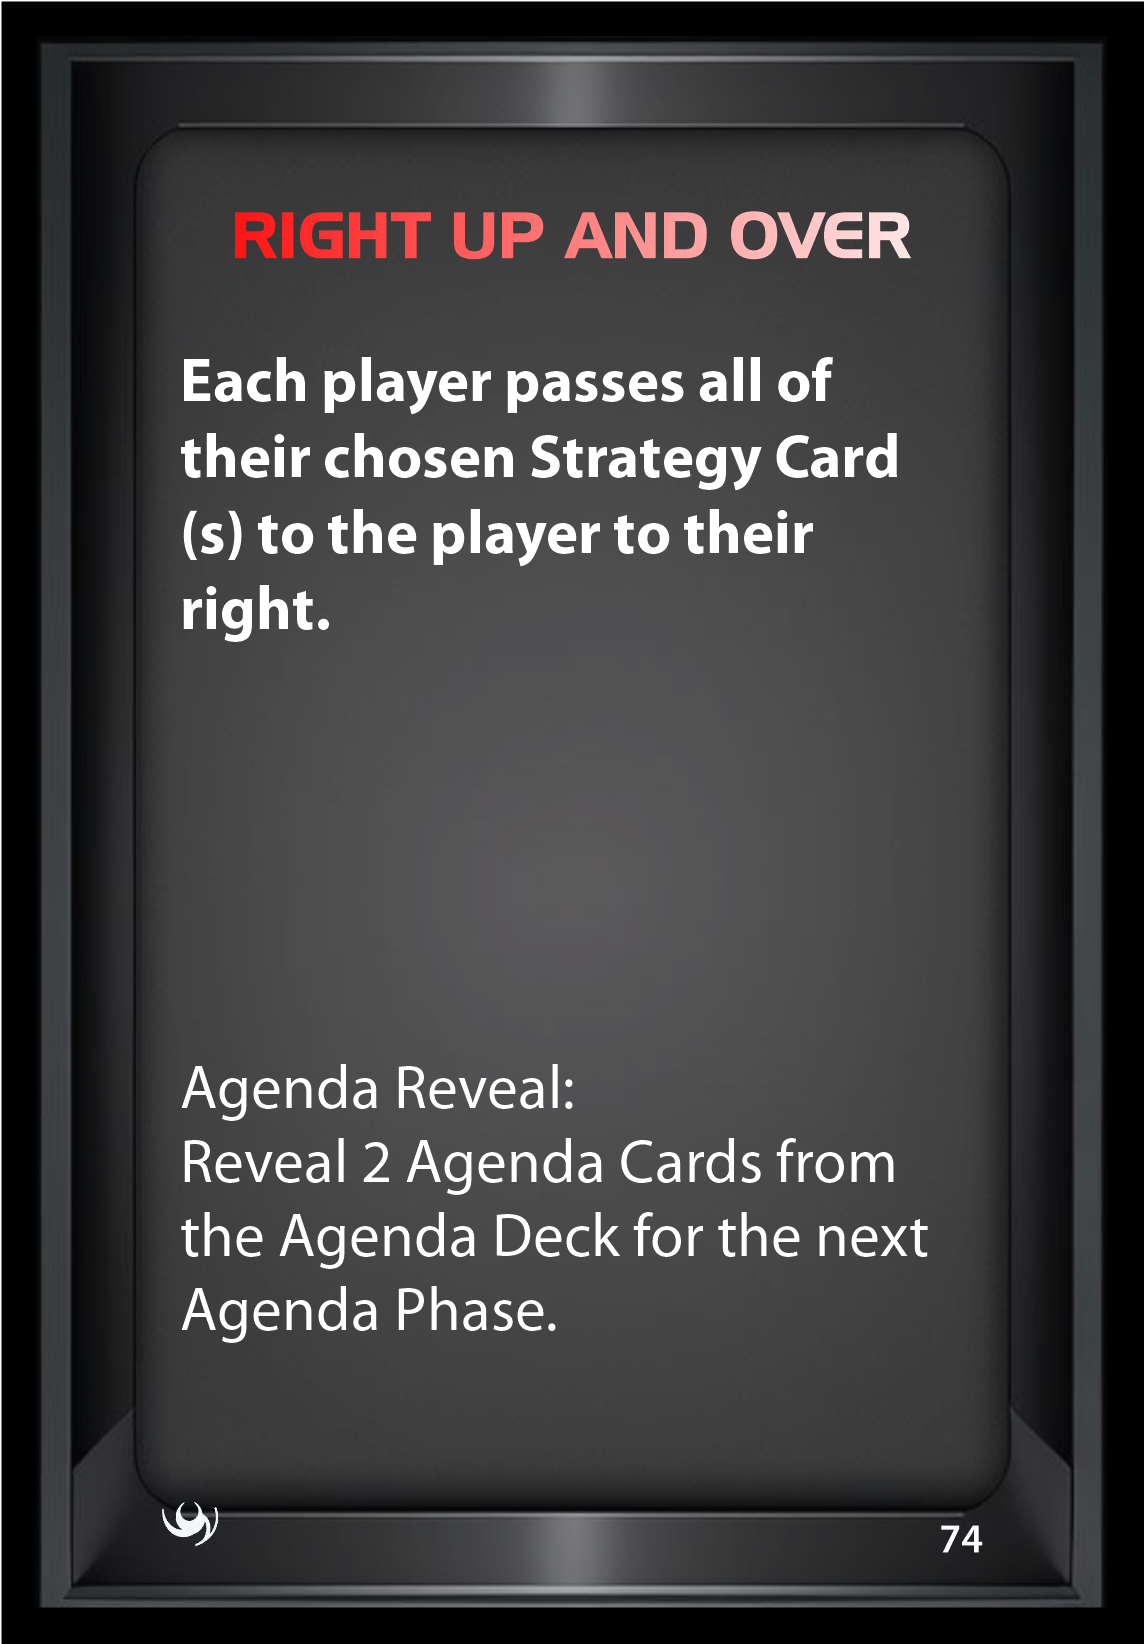 RIGHT UP AND OVER
Each player passes all of
their chosen Strategy Card
(s) to the player to their
right.
Agenda Reveal:
Reveal 2 Agenda Cards from
the Agenda Deck for the next
Agenda Phase.
74